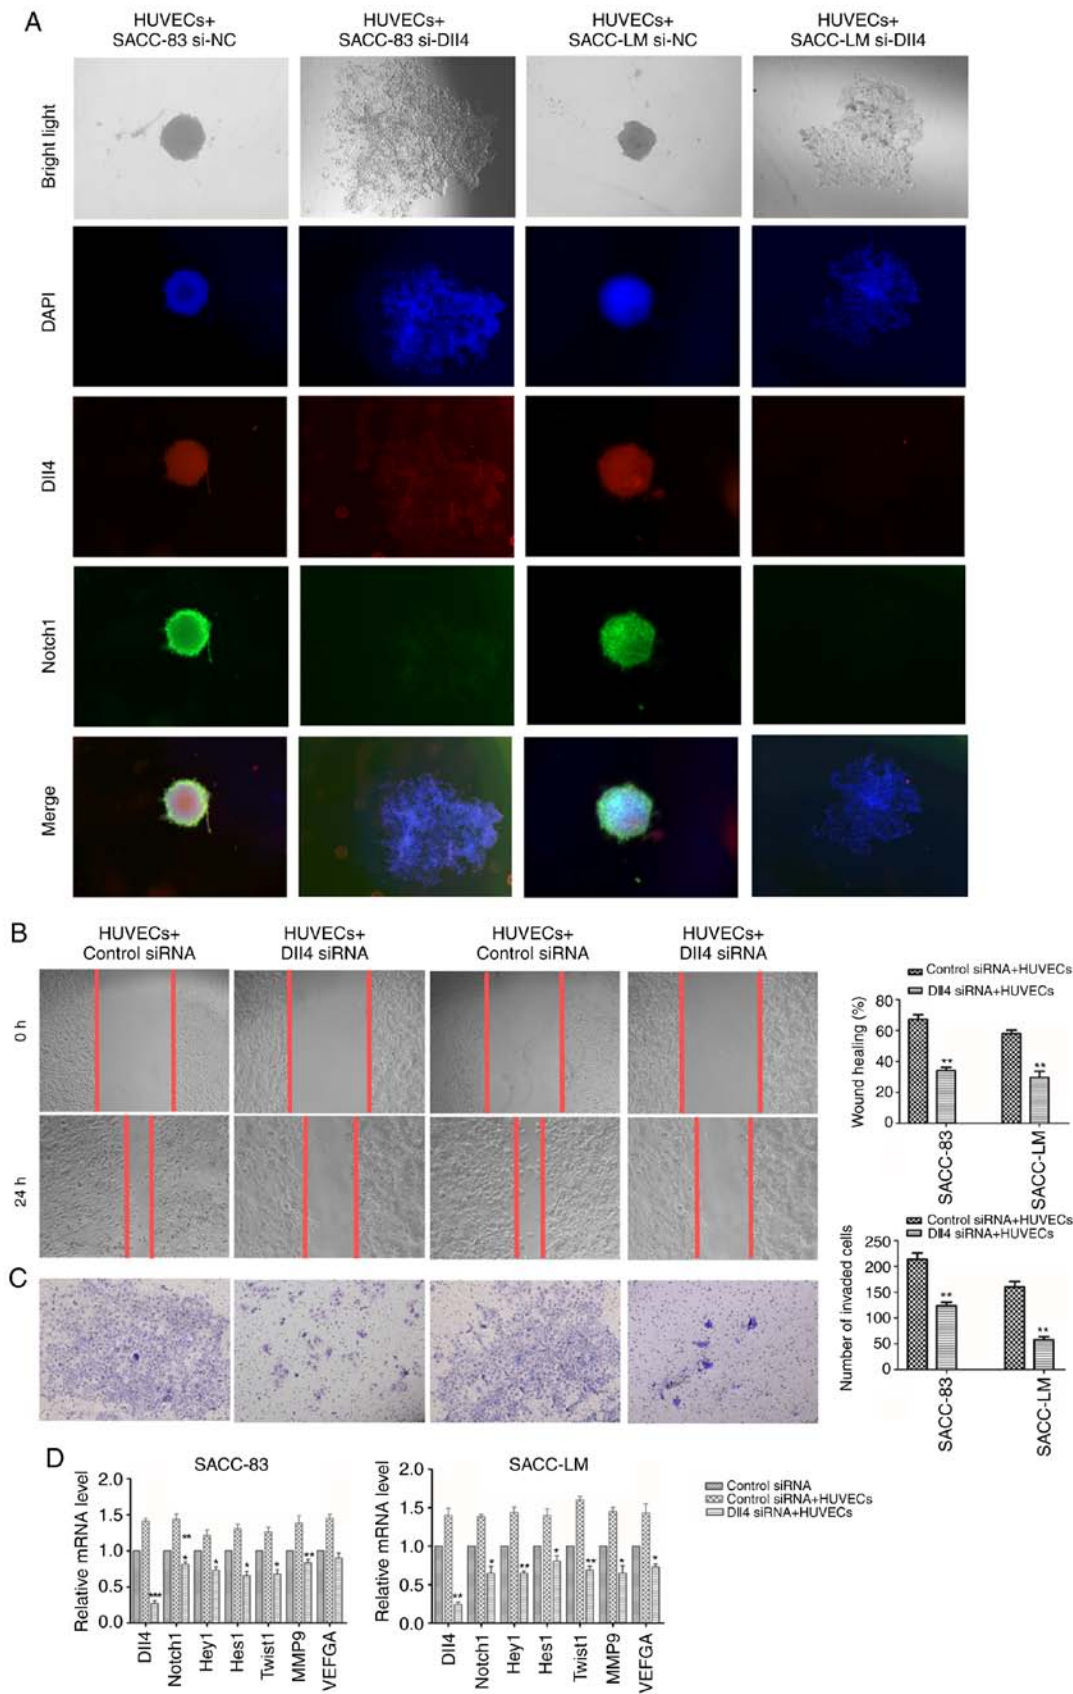 A
HUVECs+
SACC-83 si-NC
HUVECs+
SACC-83 si-Dll4
HUVECs+
SACC-LM si-NC
HUVECs+
SACC-LM si-Dll4
Bright light
DAPI
Dll4
Notch1
Merge
B
HUVECs+
Control siRNA
HUVECs+
Dll4 siRNA
HUVECs+
Control siRNA
HUVECs+
Dll4 siRNA
0 h
24 h
Control siRNA+HUVECs
Dll4 siRNA+HUVECs
Wound healing (%)
80
60
40
20
0
**
**
SACC-83
SACC-LM
C
Control siRNA+HUVECs
Dll4 siRNA+HUVECs
Number of invaded cells
250
200
150
100
50
0
**
**
SACC-83
SACC-LM
D
SACC-83
Relative mRNA level
2.0
1.5
1.0
0.5
0.0
***
**
*
*
*
*
**
Dll4
Notch1
Hey1
Hes1
Twist1
MMP9
VEFGA
SACC-LM
Relative mRNA level
2.0
1.5
1.0
0.5
0.0
**
*
**
*
**
*
*
Dll4
Notch1
Hey1
Hes1
Twist1
MMP9
VEFGA
Control siRNA
Control siRNA+HUVECs
Dll4 siRNA+HUVECs